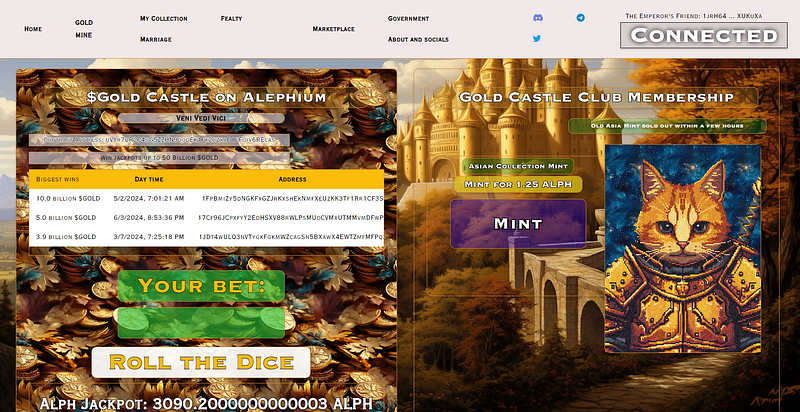 Home
GOLD MINE
My Collection
Fealty
Marriage
Marketplace
Government
About and socials
The Emperor's Friend: 1jrH64 ... XUKuXa
Connected
$Gold Castle on Alephium
Veni Vedi Vici
Win jackpots up to 50 Billion $GOLD
Biggest wins Day time Address
10.0 billion $GOLD 5/2/2024, 7:01:21 AM
5.0 billion $GOLD 6/3/2024, 8:53:36 PM
3.9 billion $GOLD 3/7/2024, 7:25:18 PM
Your bet:
Roll the Dice
Alph Jackpot: 3090.2000000000003 ALPH
Gold Castle Club Membership
Old Asia Mint sold out within a few hours
Asian Collection Mint
Mint for 1.25 ALPH
Mint